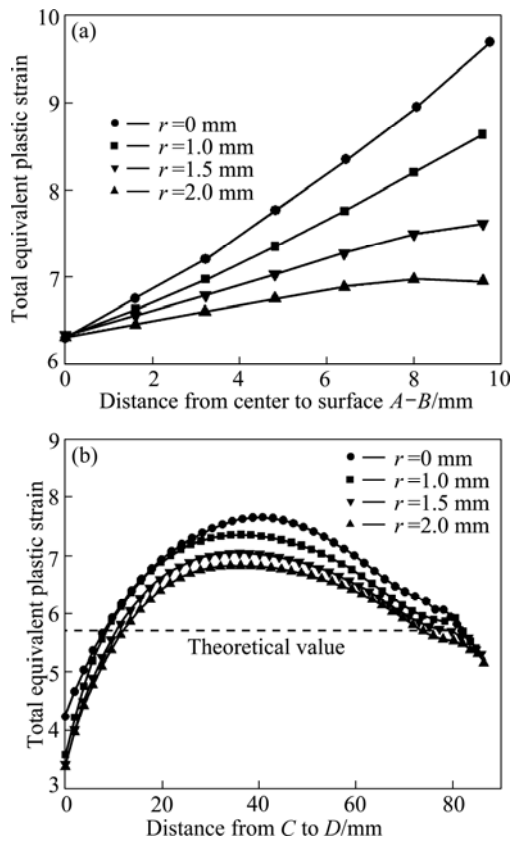 (a)
10
9
8
7
6
Total equivalent plastic strain
r=0 mm
r=1.0 mm
r=1.5 mm
r=2.0 mm
0 2 4 6 8 10
Distance from center to surface A−B/mm
(b)
9
8
7
6
5
4
3
Total equivalent plastic strain
r=0 mm
r=1.0 mm
r=1.5 mm
r=2.0 mm
Theoretical value
0 20 40 60 80
Distance from C to D/mm